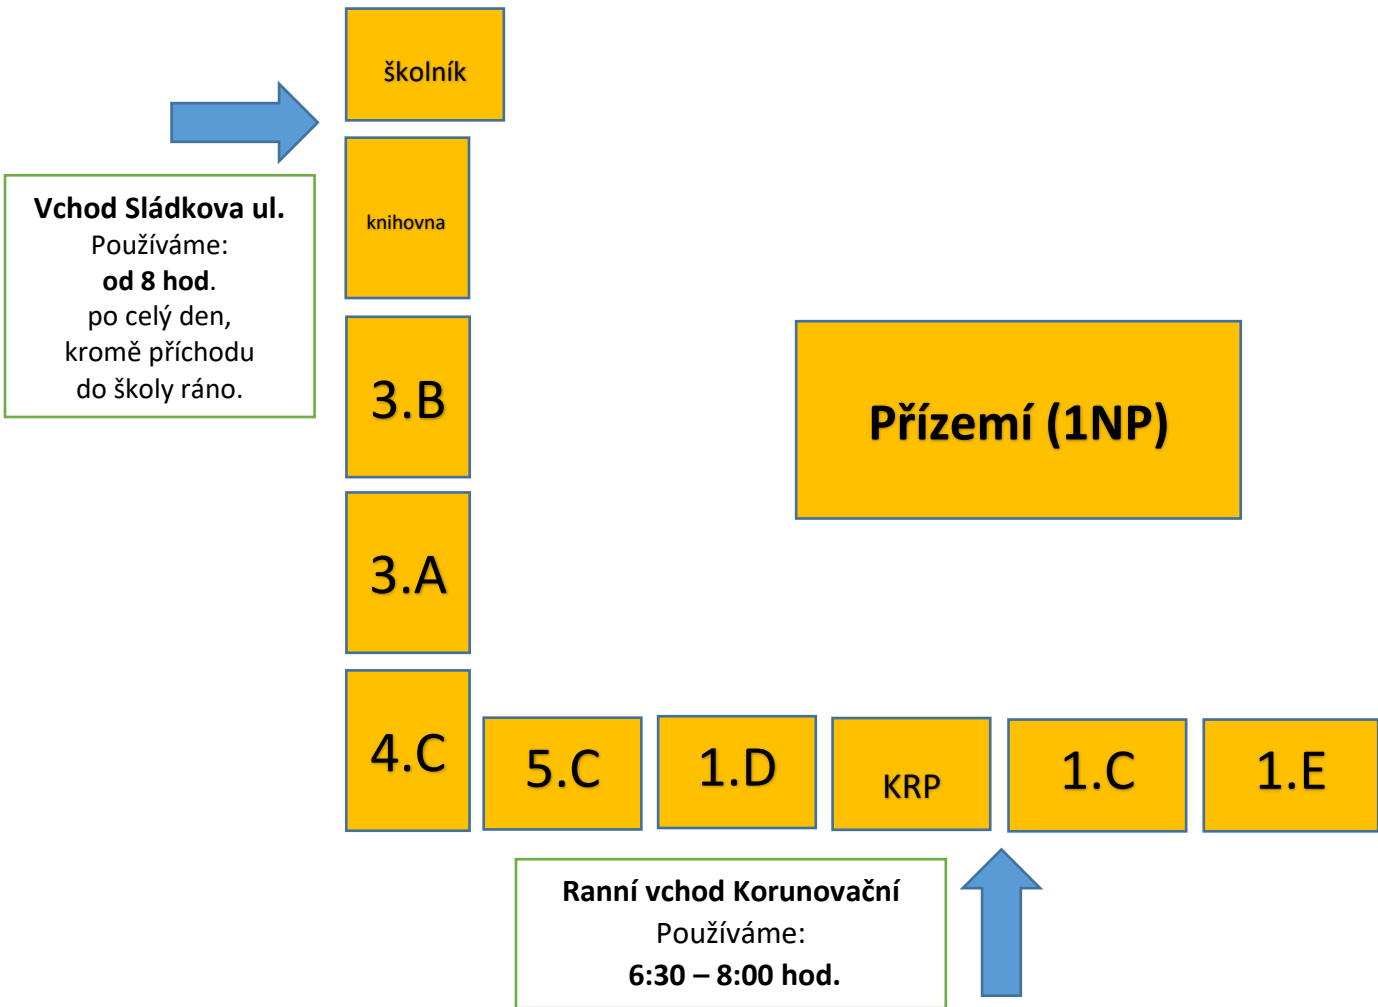 školník
Vchod Sládkova ul.
Používáme:
od 8 hod.
po celý den,
kromě příchodu
do školy ráno.
knihovna
3.B
Přízemí (1NP)
3.A
4.C
5.C
1.D
KRP
1.C
1.E
Ranní vchod Korunovační
Používáme:
6:30 – 8:00 hod.